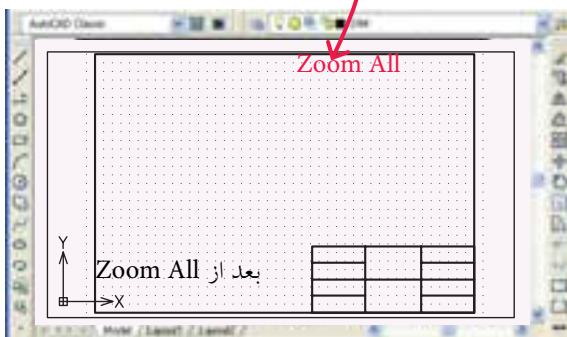 AutoCAD Classic
Zoom All
Y
بعد از Zoom All
X
Model / Layout1 / Layout2 /